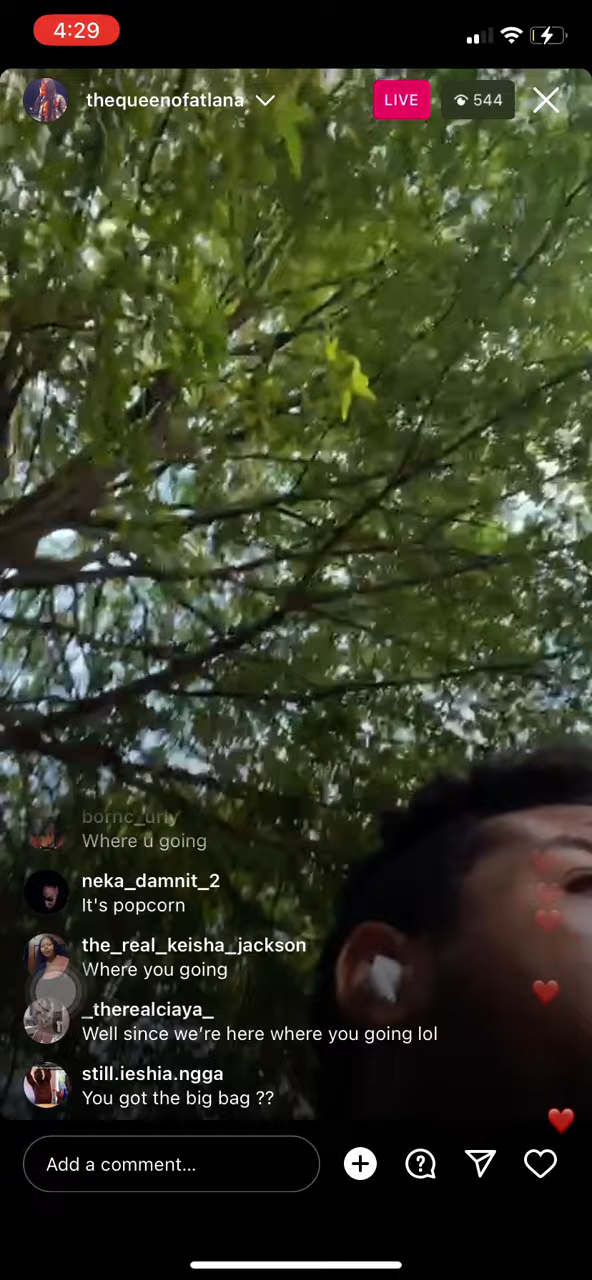 4:29
thequeenofatlana
LIVE
544
bornc_urly
Where u going
neka_damnit_2
It's popcorn
the_real_keisha_jackson
Where you going
_therealciaya_
Well since we're here where you going lol
still.ieshia.ngga
You got the big bag ??
Add a comment...